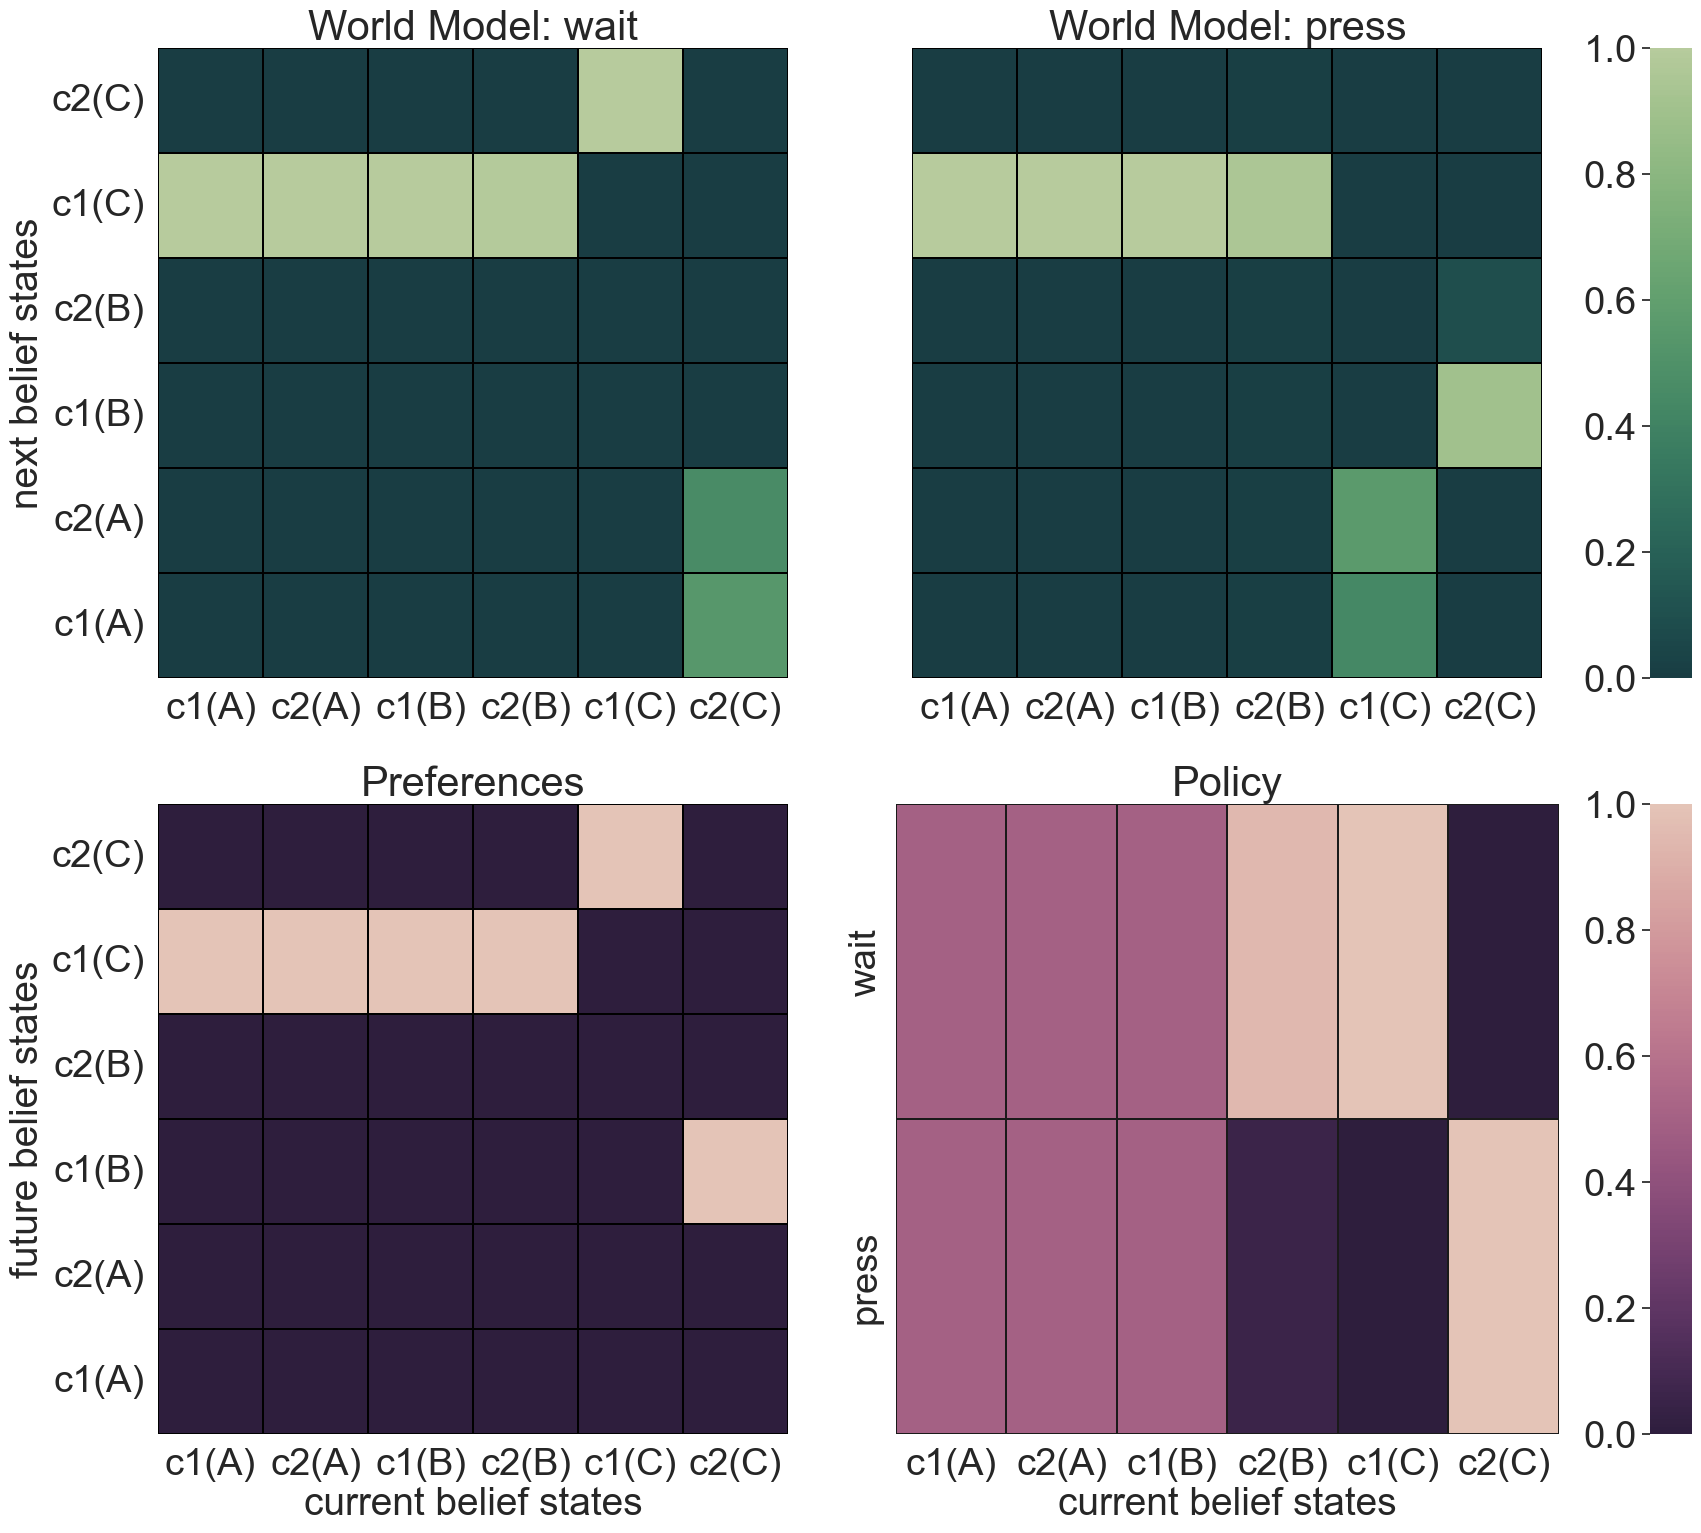 World Model: wait
World Model: press
next belief states
c2(C)
c1(C)
c2(B)
c1(B)
c2(A)
c1(A)
c1(A) c2(A) c1(B) c2(B) c1(C) c2(C)
c1(A) c2(A) c1(B) c2(B) c1(C) c2(C)
1.0
0.8
0.6
0.4
0.2
0.0
Preferences
Policy
future belief states
c2(C)
c1(C)
c2(B)
c1(B)
c2(A)
c1(A)
c1(A) c2(A) c1(B) c2(B) c1(C) c2(C)
current belief states
wait
press
c1(A) c2(A) c1(B) c2(B) c1(C) c2(C)
current belief states
1.0
0.8
0.6
0.4
0.2
0.0